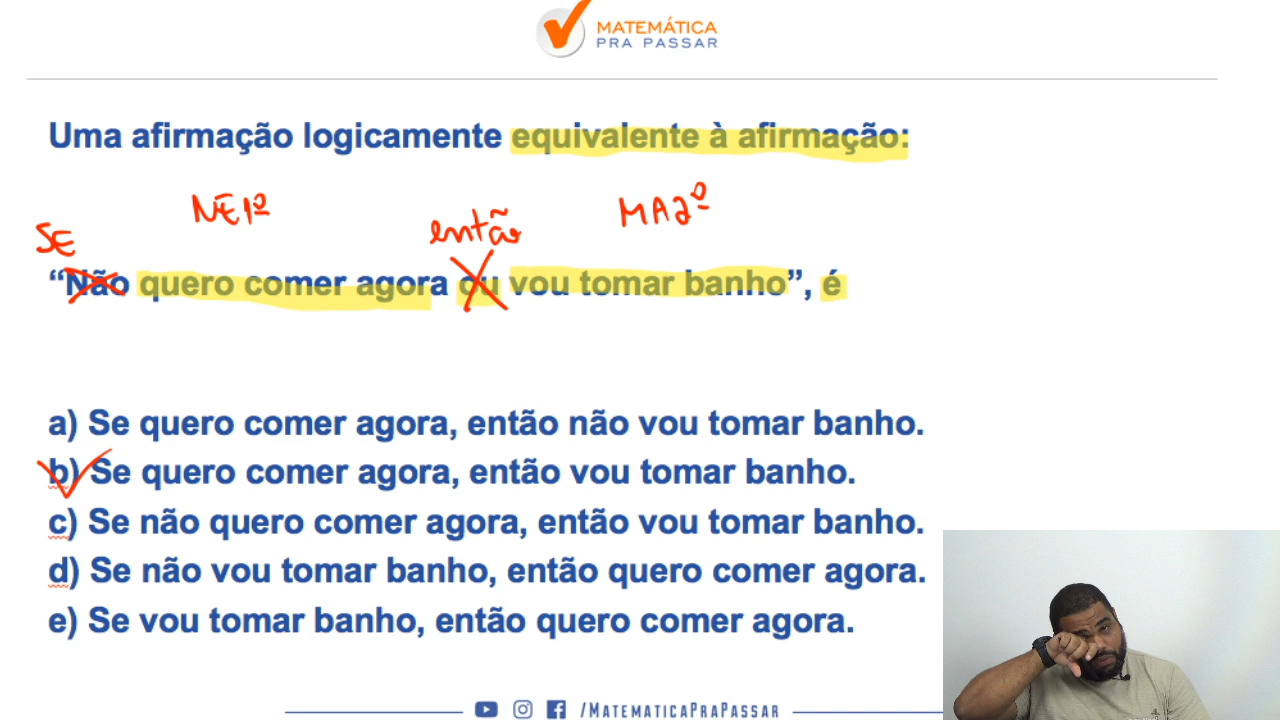 MATEMÁTICA
PRA PASSAR
Uma afirmação logicamente equivalente à afirmação:
NE1º
MA2º
SE
então
“Não quero comer agora ou vou tomar banho”, é
a) Se quero comer agora, então não vou tomar banho.
b) Se quero comer agora, então vou tomar banho.
c) Se não quero comer agora, então vou tomar banho.
d) Se não vou tomar banho, então quero comer agora.
e) Se vou tomar banho, então quero comer agora.
/MATEMATICAPRAPASSAR